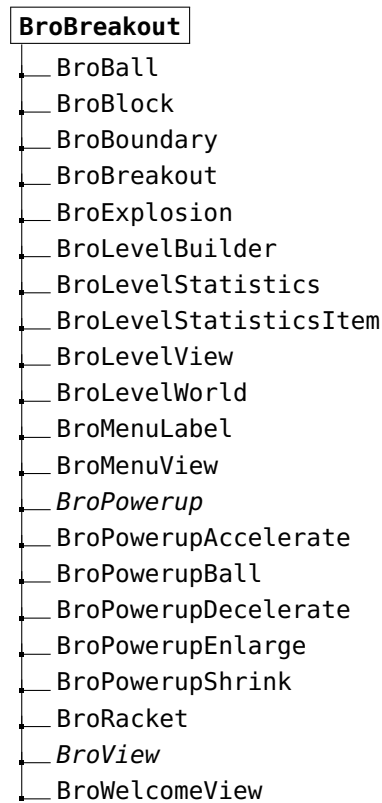 BroBreakout
BroBall
BroBlock
BroBoundary
BroBreakout
BroExplosion
BroLevelBuilder
BroLevelStatistics
BroLevelStatisticsItem
BroLevelView
BroLevelWorld
BroMenuLabel
BroMenuView
BroPowerup
BroPowerupAccelerate
BroPowerupBall
BroPowerupDecelerate
BroPowerupEnlarge
BroPowerupShrink
BroRacket
BroView
BroWelcomeView